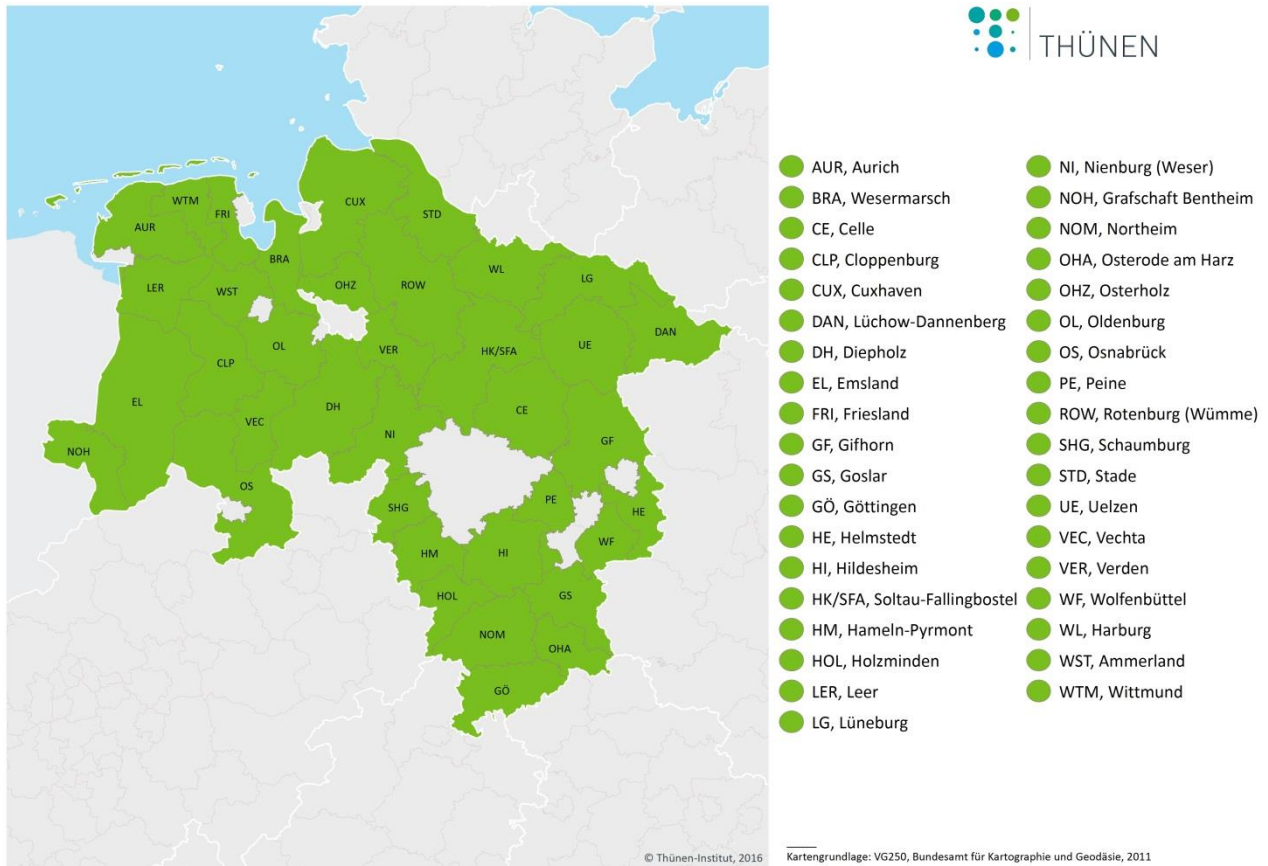 THÜNEN
WTM
FRI
AUR
CUX
STD
BRA
LER
WST
OHZ
ROW
WL
LG
DAN
OL
VER
HK/SFA
UE
CLP
EL
DH
CE
VEC
NI
GF
NOH
OS
SHG
PE
HE
HM
HI
WF
HOL
GS
NOM
OHA
GÖ
© Thünen-Institut, 2016
AUR, Aurich
BRA, Wesermarsch
CE, Celle
CLP, Cloppenburg
CUX, Cuxhaven
DAN, Lüchow-Dannenberg
DH, Diepholz
EL, Emsland
FRI, Friesland
GF, Gifhorn
GS, Goslar
GÖ, Göttingen
HE, Helmstedt
HI, Hildesheim
HK/SFA, Soltau-Fallingbostel
HM, Hameln-Pyrmont
HOL, Holzminden
LER, Leer
LG, Lüneburg
NI, Nienburg (Weser)
NOH, Grafschaft Bentheim
NOM, Northeim
OHA, Osterode am Harz
OHZ, Osterholz
OL, Oldenburg
OS, Osnabrück
PE, Peine
ROW, Rotenburg (Wümme)
SHG, Schaumburg
STD, Stade
UE, Uelzen
VEC, Vechta
VER, Verden
WF, Wolfenbüttel
WL, Harburg
WST, Ammerland
WTM, Wittmund
Kartengrundlage: VG250, Bundesamt für Kartographie und Geodäsie, 2011